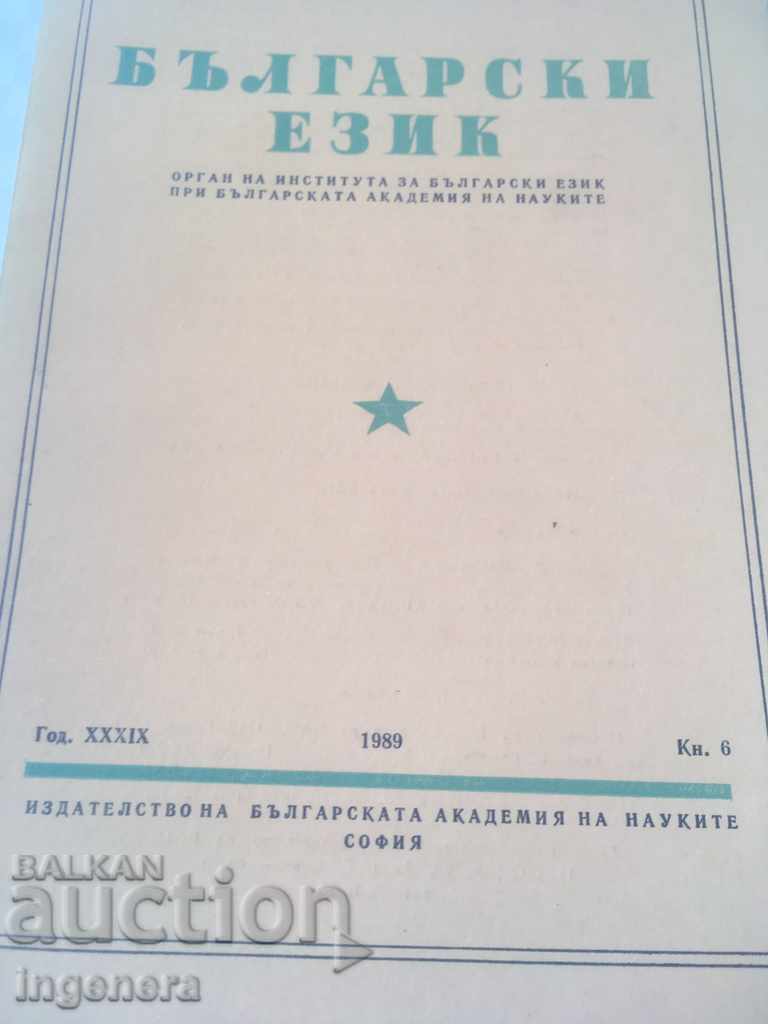 БЪЛГАРСКИ
ЕЗИК
ОРГАН НА ИНСТИТУТА ЗА БЪЛГАРСКИ ЕЗИК
ПРИ БЪЛГАРСКАТА АКАДЕМИЯ НА НАУКИТЕ
Год. XXXIX 1989 Кн. 6
ИЗДАТЕЛСТВО НА БЪЛГАРСКАТА АКАДЕМИЯ НА НАУКИТЕ
СОФИЯ
BALKAN
auction
ingenera